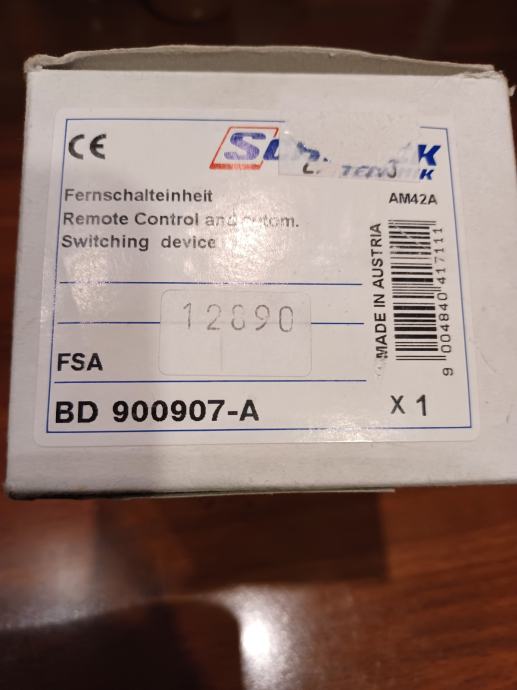 CE
Fernschalteinheit
AM42A
Remote Control and autom.
Switching device
MADE IN AUSTRIA
9 004840 417111
12890
FSA
BD 900907-A
X 1